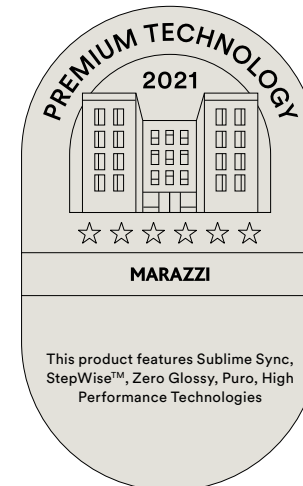 PREMIUM TECHNOLOGY
2021
MARAZZI
This product features Sublime Sync,
StepWise™, Zero Glossy, Puro, High
Performance Technologies